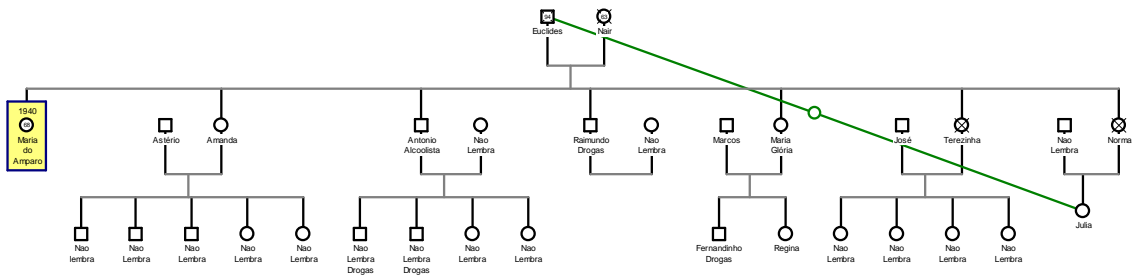 94
83
Euclides
Nair
1940
68
Maria
do
Amparo
Astério
Amanda
Antonio
Alcoolista
Nao
Lembra
Raimundo
Drogas
Nao
Lembra
Marcos
Maria
Glória
José
Terezinha
Nao
Lembra
Norma
Nao
lembra
Nao
Lembra
Nao
Lembra
Nao
Lembra
Nao
Lembra
Nao
Lembra
Drogas
Nao
Lembra
Drogas
Nao
Lembra
Nao
Lembra
Fernandinho
Drogas
Regina
Nao
Lembra
Nao
Lembra
Nao
Lembra
Nao
Lembra
Julia